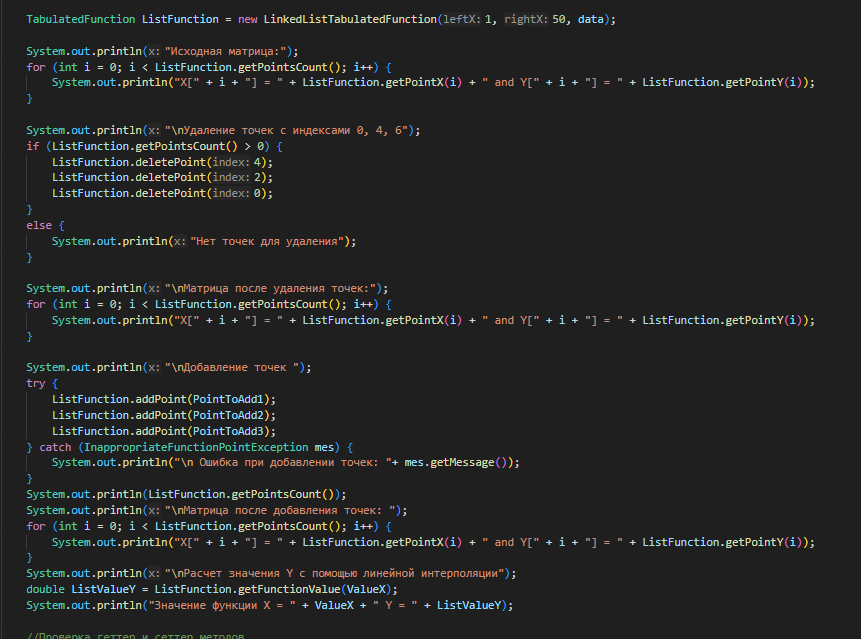 TabulatedFunction ListFunction = new LinkedListTabulatedFunction(leftX: 1, rightX: 50, data);
System.out.println(x: "Исходная матрица:");
for (int i = 0; i < ListFunction.getPointsCount(); i++) {
System.out.println("X[" + i + "] = " + ListFunction.getPointX(i) + " and Y[" + i + "] = " + ListFunction.getPointY(i));
}
System.out.println(x: "\nУдаление точек с индексами 0, 4, 6");
if (ListFunction.getPointsCount() > 0) {
ListFunction.deletePoint(index: 4);
ListFunction.deletePoint(index: 2);
ListFunction.deletePoint(index: 0);
}
else {
System.out.println(x: "Нет точек для удаления");
}
System.out.println(x: "\nМатрица после удаления точек:");
for (int i = 0; i < ListFunction.getPointsCount(); i++) {
System.out.println("X[" + i + "] = " + ListFunction.getPointX(i) + " and Y[" + i + "] = " + ListFunction.getPointY(i));
}
System.out.println(x: "\nДобавление точек ");
try {
ListFunction.addPoint(PointToAdd1);
ListFunction.addPoint(PointToAdd2);
ListFunction.addPoint(PointToAdd3);
} catch (InappropriateFunctionPointException mes) {
System.out.println("\n Ошибка при добавлении точек: "+ mes.getMessage());
}
System.out.println(ListFunction.getPointsCount());
System.out.println(x: "\nМатрица после добавления точек: ");
for (int i = 0; i < ListFunction.getPointsCount(); i++) {
System.out.println("X[" + i + "] = " + ListFunction.getPointX(i) + " and Y[" + i + "] = " + ListFunction.getPointY(i));
}
System.out.println(x: "\nРасчет значения Y с помощью линейной интерполяции");
double ListValueY = ListFunction.getFunctionValue(ValueX);
System.out.println("Значение функции X = " + ValueX + " Y = " + ListValueY);
//Проверка геттер и сеттер методов